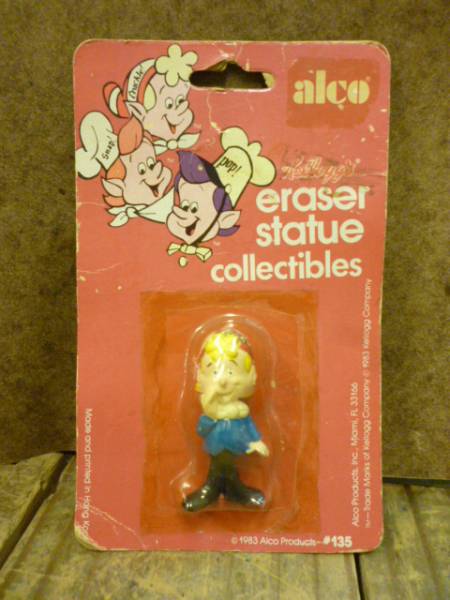 alco
Crackle!
Snap!
pop!
Kellogg's
eraser
statue
collectibles
Alco Products, Inc., Miami, FL 33166
TM—Trade Marks of Kellogg Company © 1983 Kellogg Company
Made and printed in Hong Kong
© 1983 Alco Products - #135